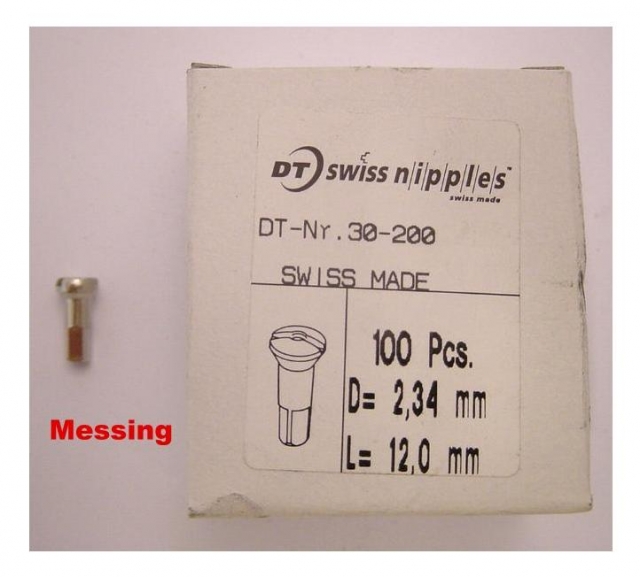 DT swiss n/i/p/p/l/e/s™
swiss made
DT-Nr.30-200
SWISS MADE
100 Pcs.
D= 2,34 mm
L= 12,0 mm
Messing